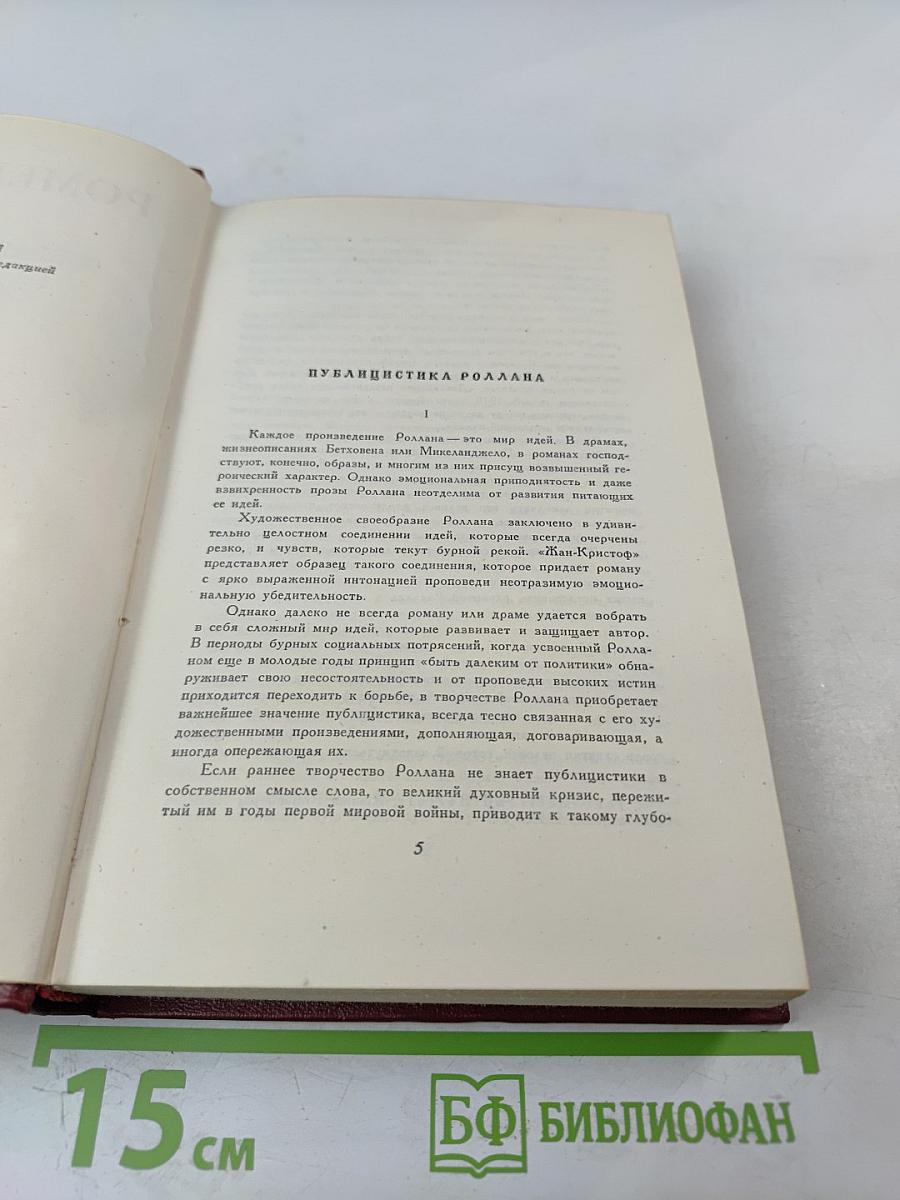 едакцией
ПУБЛИЦИСТИКА РОЛЛАНА
I
Каждое произведение Роллана — это мир идей. В драмах,
жизнеописаниях Бетховена или Микеланджело, в романах господ-
ствуют, конечно, образы, и многим из них присущ возвышенный ге-
роический характер. Однако эмоциональная приподнятость и даже
взвихренность прозы Роллана неотделима от развития питающих
ее идей.
Художественное своеобразие Роллана заключено в удиви-
тельно целостном соединении идей, которые всегда очерчены
резко, и чувств, которые текут бурной рекой. «Жан-Кристоф»
представляет образец такого соединения, которое придает роману
с ярко выраженной интонацией проповеди неотразимую эмоцио-
нальную убедительность.
Однако далеко не всегда роману или драме удается вобрать
в себя сложный мир идей, которые развивает и защищает автор.
В периоды бурных социальных потрясений, когда усвоенный Ролла-
ном еще в молодые годы принцип «быть далеким от политики» обна-
руживает свою несостоятельность и от проповеди высоких истин
приходится переходить к борьбе, в творчестве Роллана приобретает
важнейшее значение публицистика, всегда тесно связанная с его ху-
дожественными произведениями, дополняющая, договаривающая, а
иногда опережающая их.
Если раннее творчество Роллана не знает публицистики в
собственном смысле слова, то великий духовный кризис, пережи-
тый им в годы первой мировой войны, приводит к такому глубо-
5
15 см
БФ БИБЛИОФАН